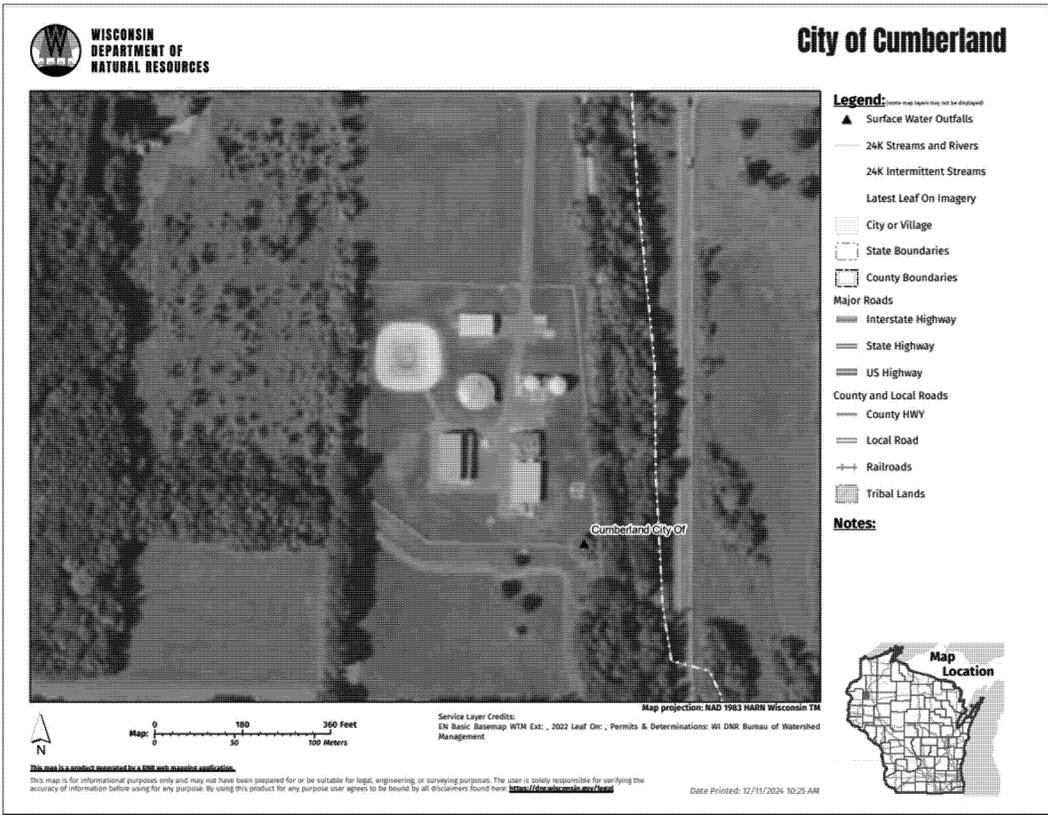 WISCONSIN
DEPARTMENT OF
NATURAL RESOURCES
City of Cumberland
Legend: (some map layers may not be displayed)
Surface Water Outfalls
24K Streams and Rivers
24K Intermittent Streams
Latest Leaf On Imagery
City or Village
State Boundaries
County Boundaries
Major Roads
Interstate Highway
State Highway
US Highway
County and Local Roads
County HWY
Local Road
Railroads
Tribal Lands
Notes:
Cumberland City Of
Map Location
Map projection: NAD 1983 HARN Wisconsin TM
N
Map:
0 180 360 Feet
0 50 100 Meters
Service Layer Credits:
EN Basic Basemap WTM Ext: , 2022 Leaf On: , Permits & Determinations: WI DNR Bureau of Watershed
Management
This map is a product generated by a DNR web mapping application.
This map is for informational purposes only and may not have been prepared for or be suitable for legal, engineering, or surveying purposes. The user is solely responsible for verifying the
accuracy of information before using for any purpose. By using this product for any purpose user agrees to be bound by all disclaimers found here: https://dnr.wisconsin.gov/legal
Date Printed: 12/11/2024 10:25 AM